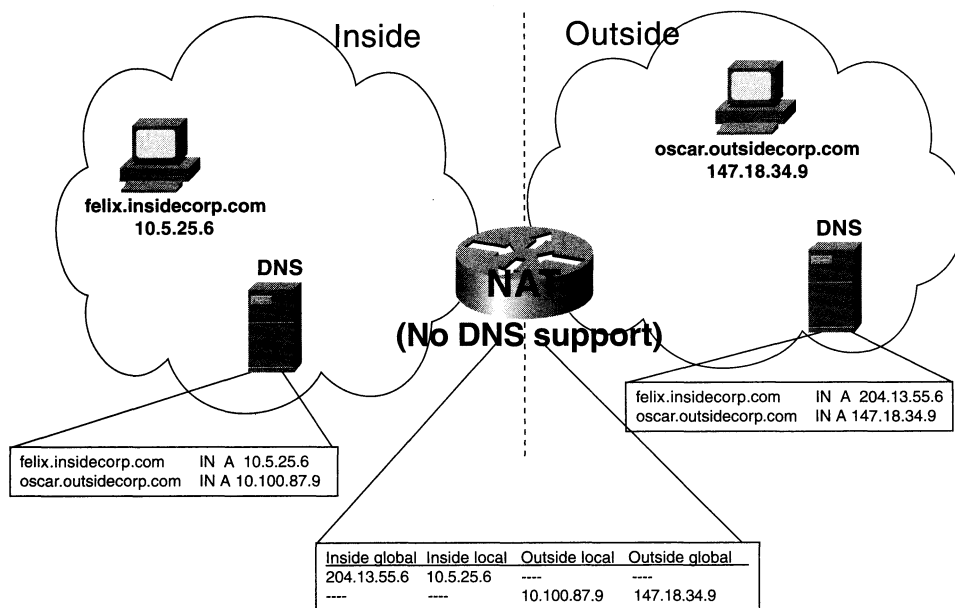 Inside
Outside
felix.insidecorp.com
10.5.25.6
oscar.outsidecorp.com
147.18.34.9
DNS
DNS
NAT
(No DNS support)
felix.insidecorp.com IN A 204.13.55.6
oscar.outsidecorp.com IN A 147.18.34.9
felix.insidecorp.com IN A 10.5.25.6
oscar.outsidecorp.com IN A 10.100.87.9
Inside global Inside local Outside local Outside global
204.13.55.6 10.5.25.6 ---- ----
---- ---- 10.100.87.9 147.18.34.9